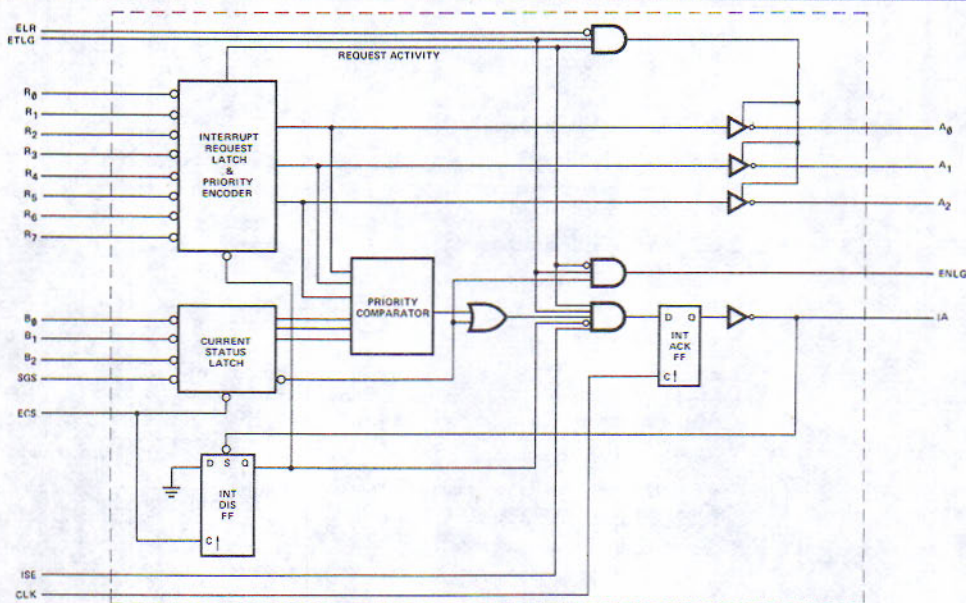 ELR
ETLG
REQUEST ACTIVITY
R0
R1
R2
R3
R4
R5
R6
R7
INTERRUPT
REQUEST
LATCH
&
PRIORITY
ENCODER
A0
A1
A2
ENLG
IA
PRIORITY
COMPARATOR
B0
B1
B2
SGS
CURRENT
STATUS
LATCH
D Q
INT
ACK
FF
C
ECS
D S Q
INT
DIS
FF
C
ISE
CLK